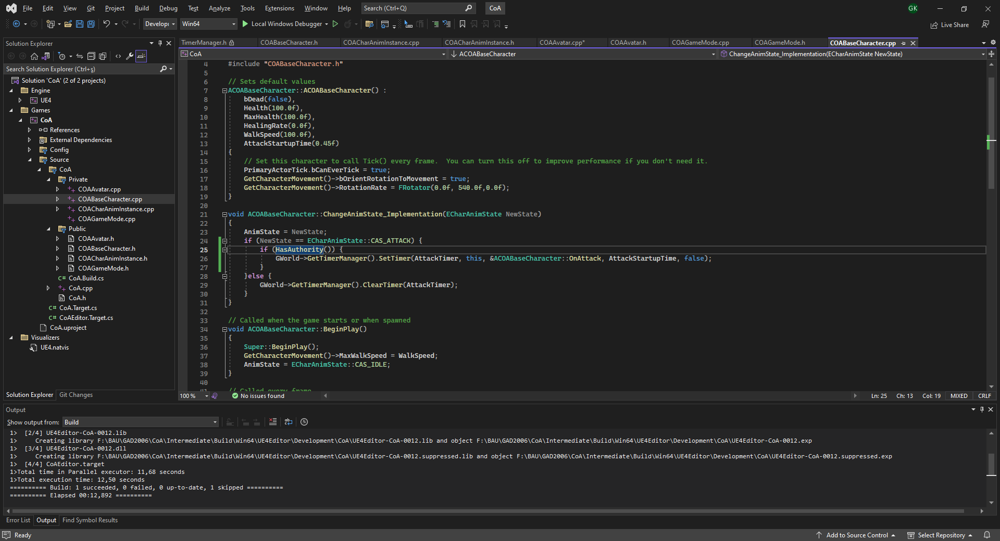 File Edit View Git Project Build Debug Test Analyze Tools Extensions Window Help Search (Ctrl+Q) CoA GK
Develop Win64 Local Windows Debugger Live Share
Solution Explorer
Search Solution Explorer (Ctrl+ş)
Solution 'CoA' (2 of 2 projects)
Engine
UE4
Games
CoA
References
External Dependencies
Config
Source
CoA
Private
COAAvatar.cpp
COABaseCharacter.cpp
COACharAnimInstance.cpp
COAGameMode.cpp
Public
COAAvatar.h
COABaseCharacter.h
COACharAnimInstance.h
COAGameMode.h
CoA.Build.cs
CoA.cpp
CoA.h
CoA.Target.cs
CoAEditor.Target.cs
CoA.uproject
Visualizers
UE4.natvis
Solution Explorer Git Changes
TimerManager.h COABaseCharacter.h COACharAnimInstance.cpp COACharAnimInstance.h COAAvatar.cpp* COAAvatar.h COAGameMode.cpp COAGameMode.h COABaseCharacter.cpp
CoA ACOABaseCharacter ChangeAnimState_Implementation(ECharAnimState NewState)
4 #include "COABaseCharacter.h"
5
6 // Sets default values
7 ACOABaseCharacter::ACOABaseCharacter() :
8 bDead(false),
9 Health(100.0f),
10 MaxHealth(100.0f),
11 HealingRate(0.0f),
12 WalkSpeed(100.0f),
13 AttackStartupTime(0.45f)
14 {
15 // Set this character to call Tick() every frame.  You can turn this off to improve performance if you don't need it.
16 PrimaryActorTick.bCanEverTick = true;
17 GetCharacterMovement()->bOrientRotationToMovement = true;
18 GetCharacterMovement()->RotationRate = FRotator(0.0f, 540.0f,0.0f);
19 }
20
21 void ACOABaseCharacter::ChangeAnimState_Implementation(ECharAnimState NewState)
22 {
23 AnimState = NewState;
24 if (NewState == ECharAnimState::CAS_ATTACK) {
25 if (HasAuthority()) {
26 GWorld->GetTimerManager().SetTimer(AttackTimer, this, &ACOABaseCharacter::OnAttack, AttackStartupTime, false);
27 }
28 }else {
29 GWorld->GetTimerManager().ClearTimer(AttackTimer);
30 }
31 }
32
33 // Called when the game starts or when spawned
34 void ACOABaseCharacter::BeginPlay()
35 {
36 Super::BeginPlay();
37 GetCharacterMovement()->MaxWalkSpeed = WalkSpeed;
38 AnimState = ECharAnimState::CAS_IDLE;
39 }
40
41 // Called every frame
100 % No issues found Ln: 25 Ch: 13 Col: 19 MIXED CRLF
Output
Show output from: Build
1> [2/4] UE4Editor-CoA-0012.lib
1> Creating library F:\BAU\GAD2006\CoA\Intermediate\Build\Win64\UE4Editor\Development\CoA\UE4Editor-CoA-0012.lib and object F:\BAU\GAD2006\CoA\Intermediate\Build\Win64\UE4Editor\Development\CoA\UE4Editor-CoA-0012.exp
1> [3/4] UE4Editor-CoA-0012.dll
1> Creating library F:\BAU\GAD2006\CoA\Intermediate\Build\Win64\UE4Editor\Development\CoA\UE4Editor-CoA-0012.suppressed.lib and object F:\BAU\GAD2006\CoA\Intermediate\Build\Win64\UE4Editor\Development\CoA\UE4Editor-CoA-0012.suppressed.exp
1> [4/4] CoAEditor.target
1>Total time in Parallel executor: 11,68 seconds
1>Total execution time: 12,50 seconds
========== Build: 1 succeeded, 0 failed, 0 up-to-date, 1 skipped ==========
========== Elapsed 00:12,892 ==========
Error List Output Find Symbol Results
Ready Add to Source Control Select Repository